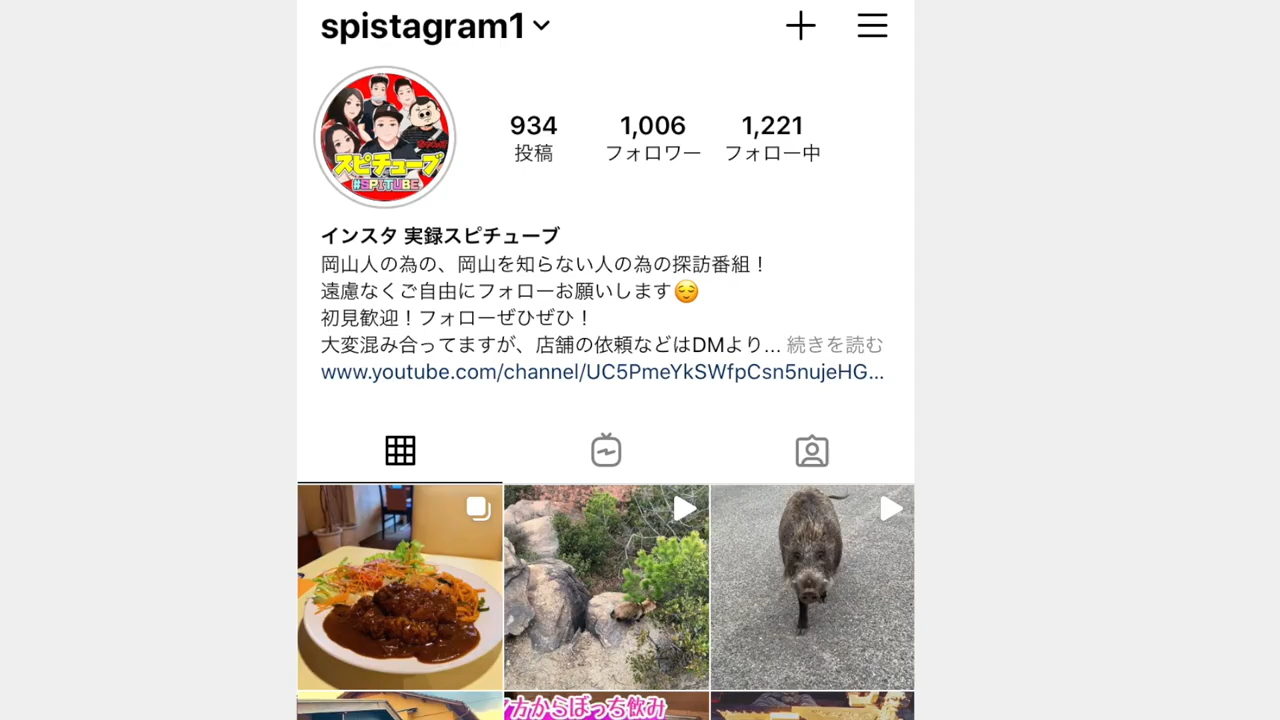 spistagram1
スピチューブ
#SPITUBE
934
投稿
1,006
フォロワー
1,221
フォロー中
インスタ 実録スピチューブ
岡山人の為の、岡山を知らない人の為の探訪番組！
遠慮なくご自由にフォローお願いします😌
初見歓迎！フォローぜひぜひ！
大変混み合ってますが、店舗の依頼などはDMより... 続きを読む
www.youtube.com/channel/UC5PmeYkSWfpCsn5nujeHG...
方からぼっち飲み